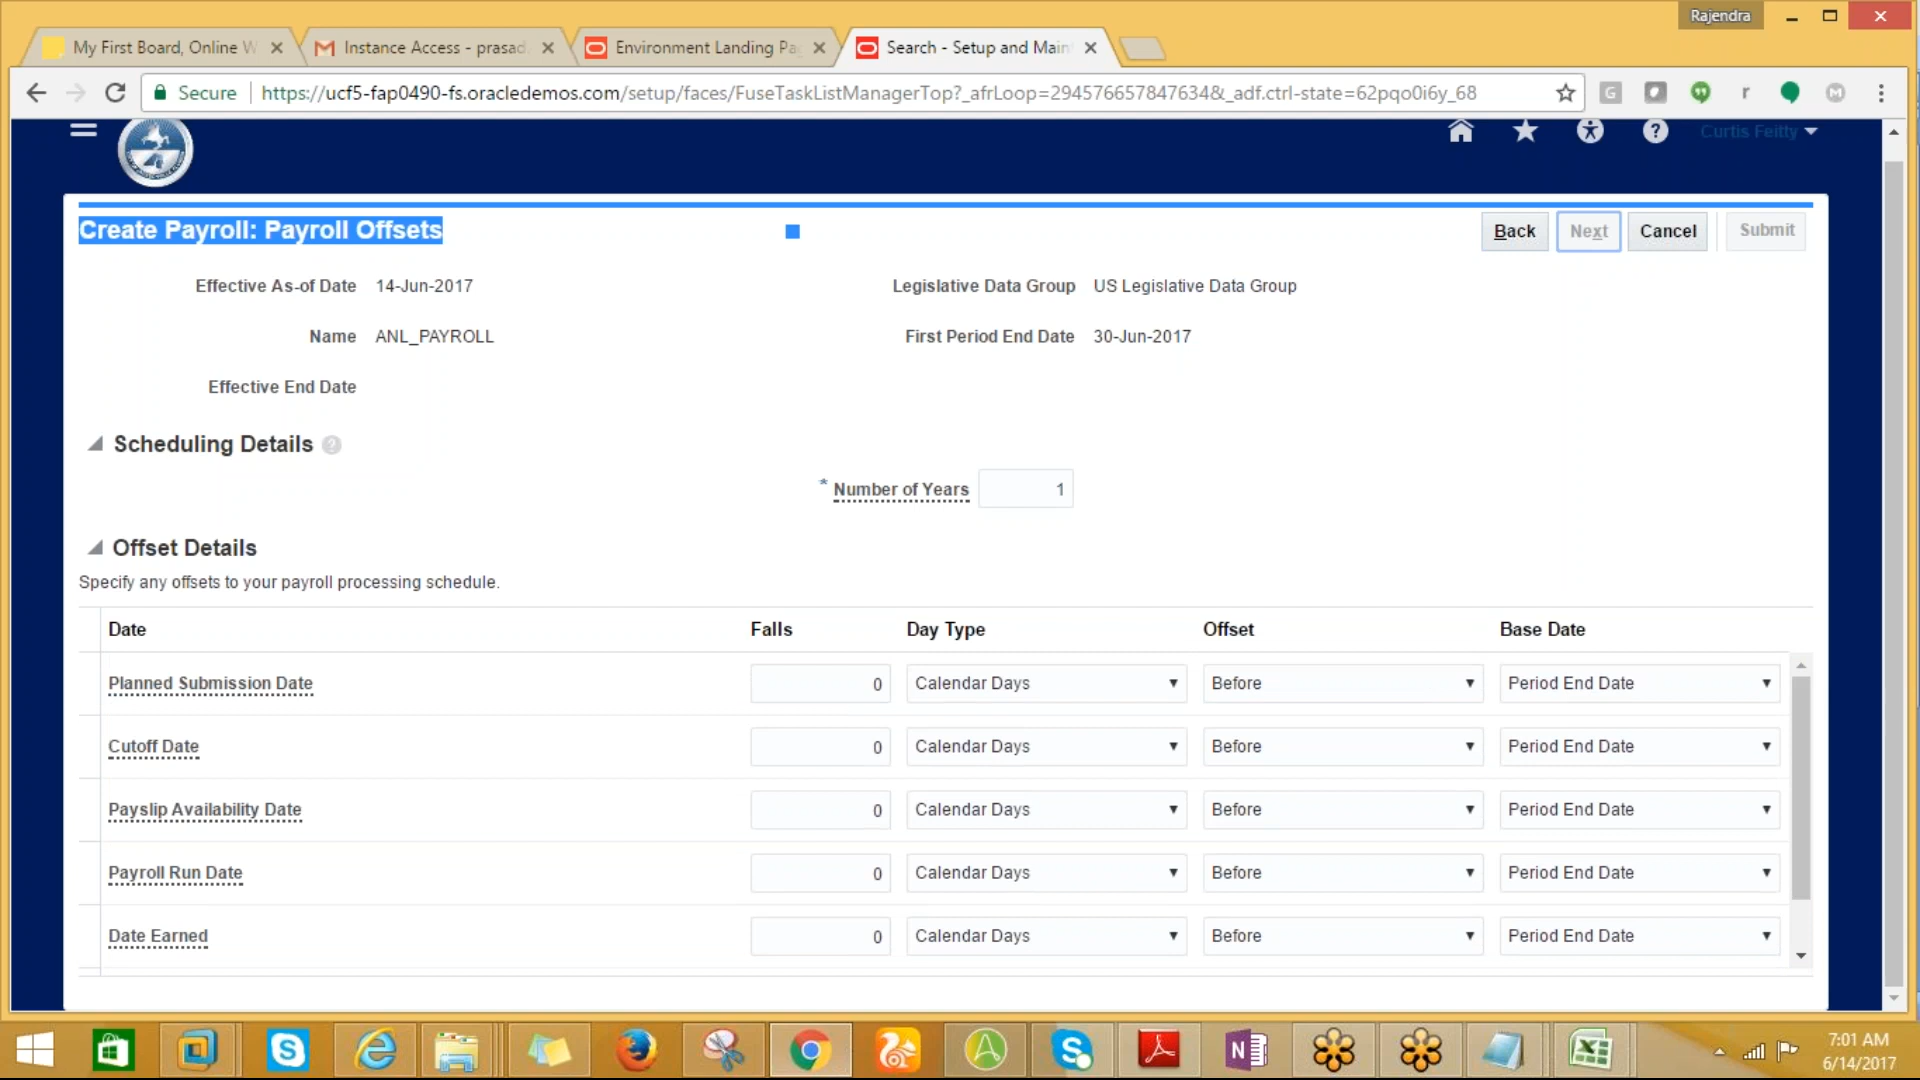 Rajendra
My First Board, Online W
Instance Access - prasad.
Environment Landing Pa
Search - Setup and Main
Secure https://ucf5-fap0490-fs.oracledemos.com/setup/faces/FuseTaskListManagerTop?_afrLoop=294576657847634&_adf.ctrl-state=62pqo0i6y_68
Curtis Feitty
Create Payroll: Payroll Offsets
Back Next Cancel Submit
Effective As-of Date 14-Jun-2017 Legislative Data Group US Legislative Data Group
Name ANL_PAYROLL First Period End Date 30-Jun-2017
Effective End Date
Scheduling Details
* Number of Years 1
Offset Details
Specify any offsets to your payroll processing schedule.
Date Falls Day Type Offset Base Date
Planned Submission Date 0 Calendar Days Before Period End Date
Cutoff Date 0 Calendar Days Before Period End Date
Payslip Availability Date 0 Calendar Days Before Period End Date
Payroll Run Date 0 Calendar Days Before Period End Date
Date Earned 0 Calendar Days Before Period End Date
7:01 AM
6/14/2017